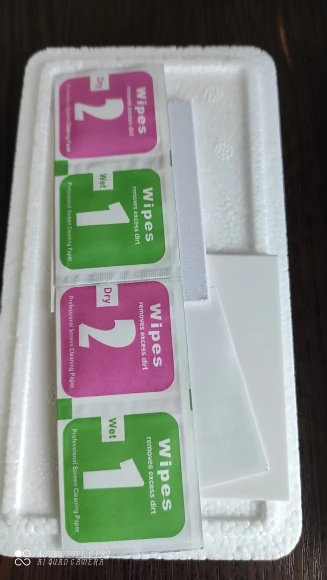 Wipes
removes excess dirt
Dry
2
Professional Screen Cleaning Paper
Wipes
removes excess dirt
Wet
1
Professional Screen Cleaning Paper
Wipes
removes excess dirt
Dry
2
Professional Screen Cleaning Paper
Wipes
removes excess dirt
Wet
1
Professional Screen Cleaning Paper
AI QUAD CAMERA